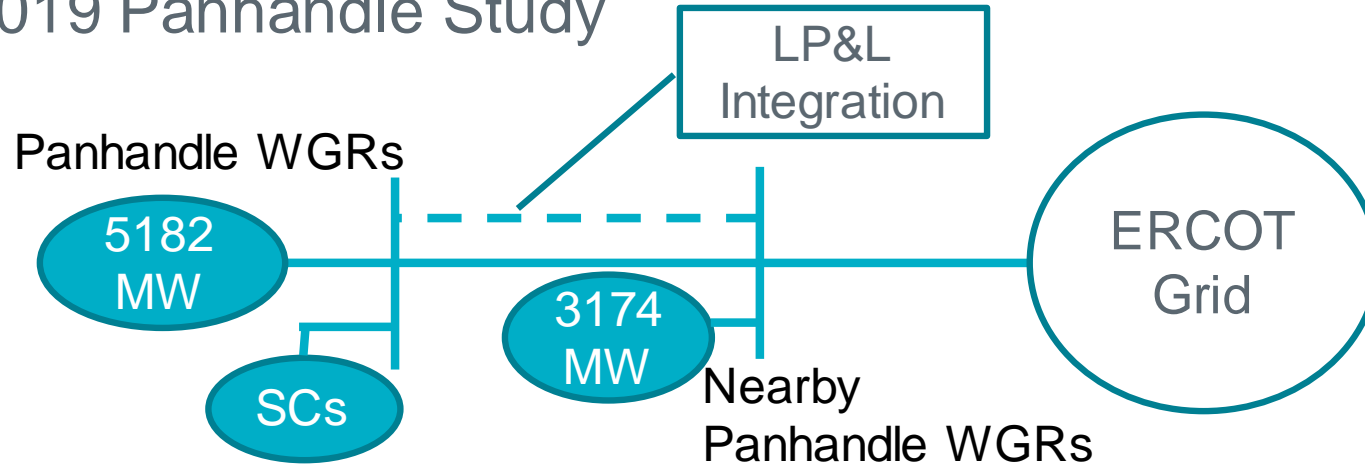 019 Panhandle Study
LP&L
Integration
Panhandle WGRs
5182
MW
ERCOT
Grid
3174
MW
SCs
Nearby
Panhandle WGRs